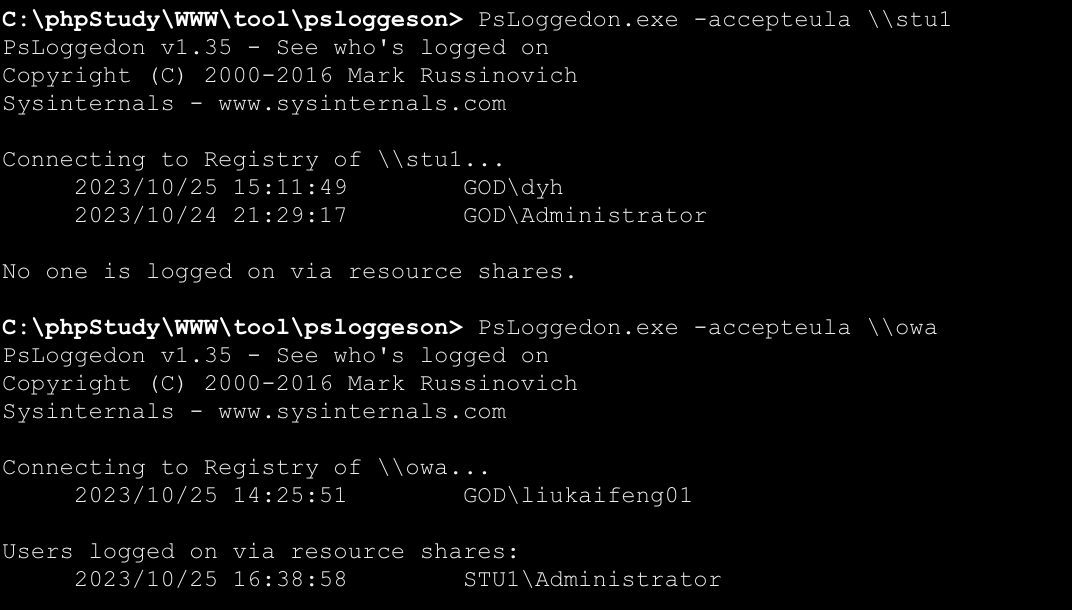 C:\phpStudy\WWW\tool\psloggeson> PsLoggedon.exe -accepteula \\stu1
PsLoggedon v1.35 - See who's logged on
Copyright (C) 2000-2016 Mark Russinovich
Sysinternals - www.sysinternals.com
Connecting to Registry of \\stu1...
2023/10/25 15:11:49 GOD\dyh
2023/10/24 21:29:17 GOD\Administrator
No one is logged on via resource shares.
C:\phpStudy\WWW\tool\psloggeson> PsLoggedon.exe -accepteula \\owa
PsLoggedon v1.35 - See who's logged on
Copyright (C) 2000-2016 Mark Russinovich
Sysinternals - www.sysinternals.com
Connecting to Registry of \\owa...
2023/10/25 14:25:51 GOD\liukaifeng01
Users logged on via resource shares:
2023/10/25 16:38:58 STU1\Administrator